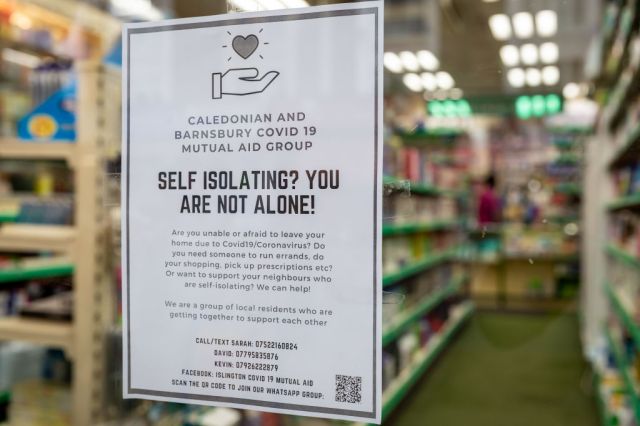 CALEDONIAN AND
BARNSBURY COVID 19
MUTUAL AID GROUP
SELF ISOLATING? YOU
ARE NOT ALONE!
Are you unable or afraid to leave your
home due to Covid19/Coronavirus? Do
you need someone to run errands, do
your shopping, pick up prescriptions etc?
Or want to support your neighbours who
are self-isolating? We can help!
We are a group of local residents who are
getting together to support each other
CALL/TEXT SARAH: 07522160824
DAVID: 07795835876
KEVIN: 07926222879
FACEBOOK: ISLINGTON COVID 19 MUTUAL AID
SCAN THE QR CODE TO JOIN OUR WHATSAPP GROUP: